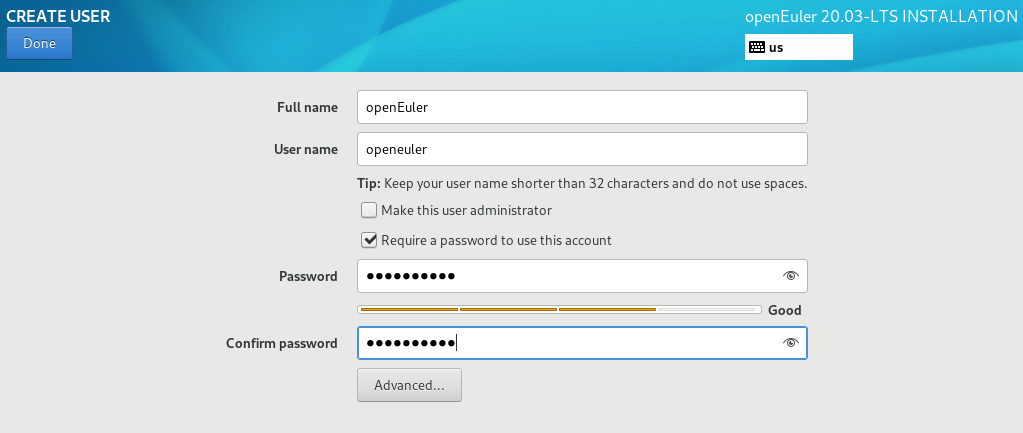 CREATE USER
openEuler 20.03-LTS INSTALLATION
Done
us
Full name
openEuler
User name
openeuler
Tip: Keep your user name shorter than 32 characters and do not use spaces.
Make this user administrator
Require a password to use this account
Password
●●●●●●●●●●
Good
Confirm password
●●●●●●●●●●
Advanced...